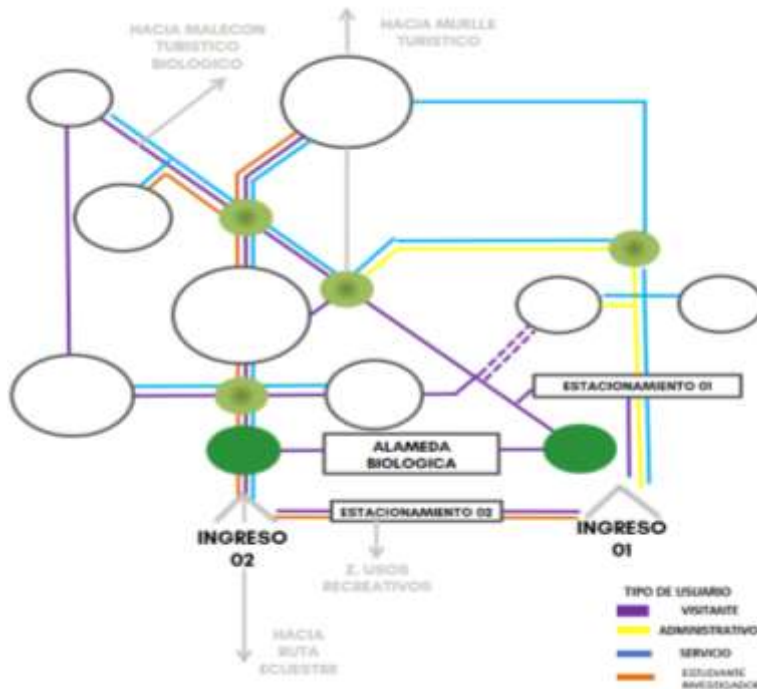 HACIA MALECON
TURISTICO
BIOLOGICO
HACIA MUELLE
TURISTICO
ESTACIONAMIENTO 01
ALAMEDA
BIOLOGICA
ESTACIONAMIENTO 02
INGRESO
02
INGRESO
01
Z. USOS
RECREATIVOS
HACIA
RUTA
ECUESTRE
TIPO DE USUARIO
VISITANTE
ADMINISTRATIVO
SERVICIO
ESTUDIANTE
INVESTIGADOR